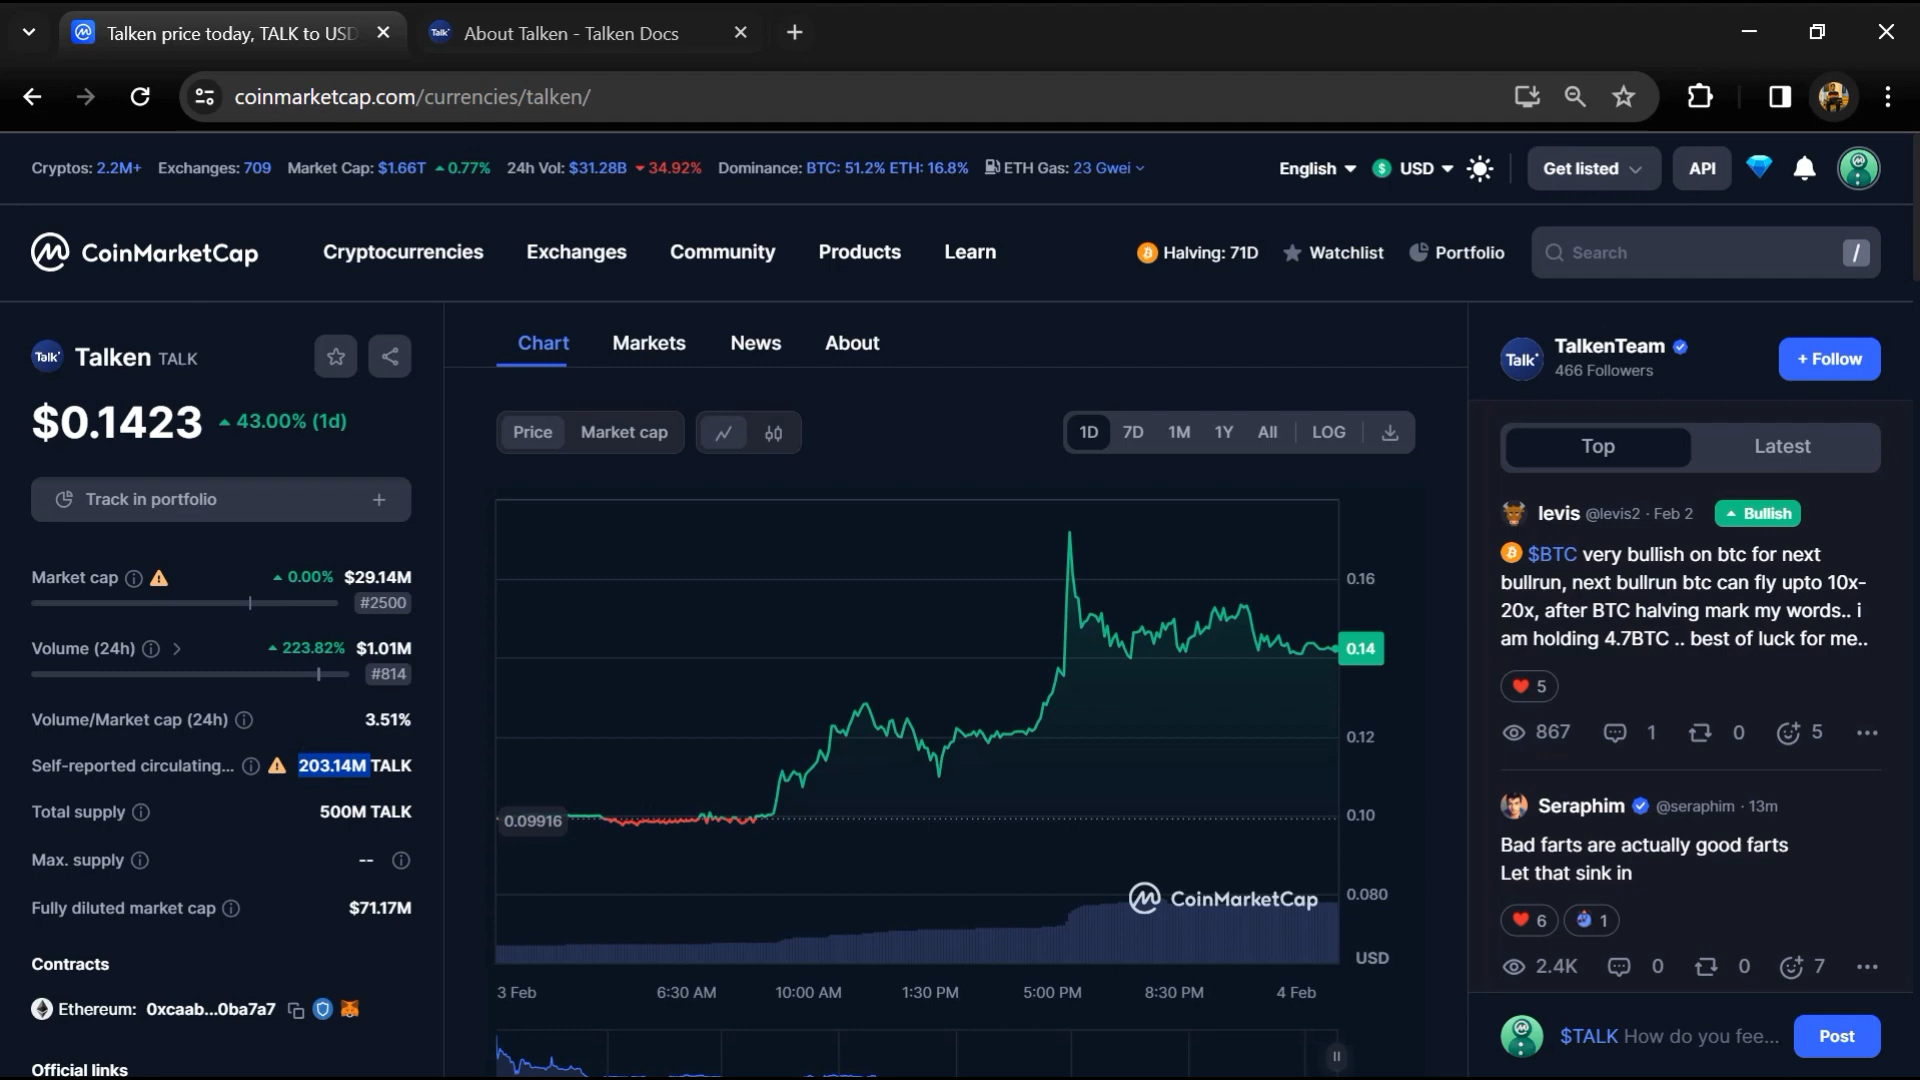 Talken price today, TALK to USD
Talk
About Talken - Talken Docs
coinmarketcap.com/currencies/talken/
Cryptos: 2.2M+ Exchanges: 709 Market Cap: $1.66T 0.77% 24h Vol: $31.28B 34.92% Dominance: BTC: 51.2% ETH: 16.8% ETH Gas: 23 Gwei
English $ USD Get listed API
CoinMarketCap Cryptocurrencies Exchanges Community Products Learn Halving: 71D Watchlist Portfolio Search /
Talk Talken TALK
$0.1423 43.00% (1d)
Track in portfolio +
Market cap 0.00% $29.14M
#2500
Volume (24h) 223.82% $1.01M
#814
Volume/Market cap (24h) 3.51%
Self-reported circulating... 203.14M TALK
Total supply 500M TALK
Max. supply --
Fully diluted market cap $71.17M
Contracts
Ethereum: 0xcaab...0ba7a7
Official links
Chart Markets News About
Price Market cap 1D 7D 1M 1Y All LOG
0.16
0.14
0.12
0.10
0.09916
0.080
CoinMarketCap
USD
3 Feb 6:30 AM 10:00 AM 1:30 PM 5:00 PM 8:30 PM 4 Feb
Talk
TalkenTeam
466 Followers
+ Follow
Top Latest
levis @levis2 · Feb 2 Bullish
$BTC very bullish on btc for next
bullrun, next bullrun btc can fly upto 10x-
20x, after BTC halving mark my words.. i
am holding 4.7BTC .. best of luck for me..
5
867 1 0 5
Seraphim @seraphim · 13m
Bad farts are actually good farts
Let that sink in
6 1
2.4K 0 0 7
$TALK How do you fee... Post